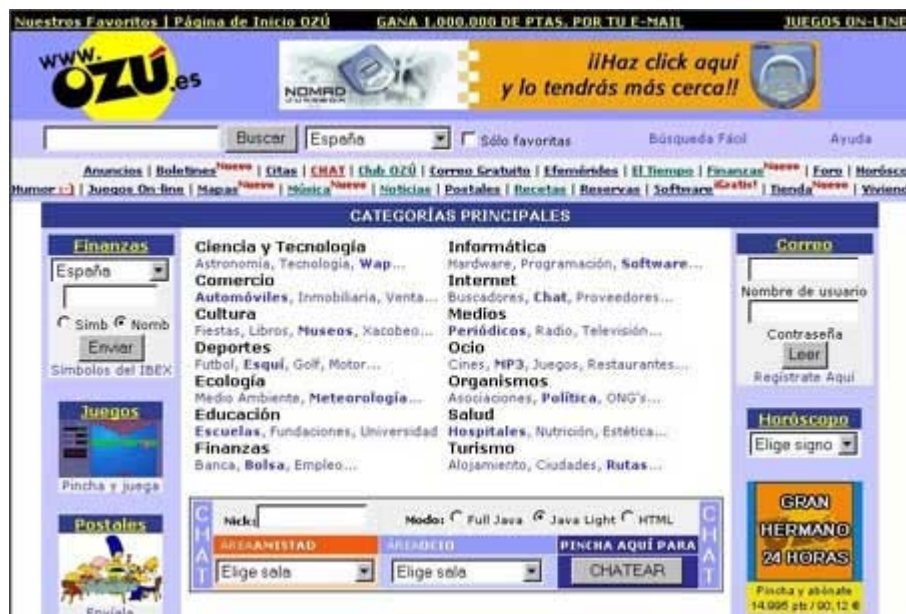 Nuestros Favoritos | Página de Inicio OZÚ GANA 1.000.000 DE PTAS. POR TU E-MAIL JUEGOS ON-LINE
www.
OZÚ.es
NOMAD
JUKEBOX
¡¡Haz click aquí
y lo tendrás más cerca!!
Buscar España Sólo favoritas Búsqueda Fácil Ayuda
Anuncios | Boletines Nuevo | Citas | CHAT | Club OZÚ | Correo Gratuito | Efemérides | El Tiempo | Finanzas Nuevo | Foro | Horósco
Humor :-) | Juegos On-line | Mapas Nuevo | Música Nuevo | Noticias | Postales | Recetas | Reservas | Software ¡Gratis! | Tienda Nuevo | Viviend
CATEGORÍAS PRINCIPALES
Finanzas
España
Simb Nomb
Enviar
Símbolos del IBEX
Juegos
Pincha y juega
Postales
Envíala
Ciencia y Tecnología
Astronomía, Tecnología, Wap...
Comercio
Automóviles, Inmobiliaria, Venta...
Cultura
Fiestas, Libros, Museos, Xacobeo...
Deportes
Futbol, Esquí, Golf, Motor...
Ecología
Medio Ambiente, Meteorología...
Educación
Escuelas, Fundaciones, Universidad
Finanzas
Banca, Bolsa, Empleo...
Informática
Hardware, Programación, Software...
Internet
Buscadores, Chat, Proveedores...
Medios
Periódicos, Radio, Televisión...
Ocio
Cines, MP3, Juegos, Restaurantes...
Organismos
Asociaciones, Política, ONG's...
Salud
Hospitales, Nutrición, Estética...
Turismo
Alojamiento, Ciudades, Rutas...
Correo
Nombre de usuario
Contraseña
Leer
Regístrate Aquí
Horóscopo
Elige signo
GRAN
HERMANO
24 HORAS
Pincha y abónate
14.995 pts / 90,12 €
CHAT
Nick: Modo: Full Java Java Light HTML
ÁREA AMISTAD ÁREA OCIO PINCHA AQUÍ PARA
Elige sala Elige sala CHATEAR
CHAT